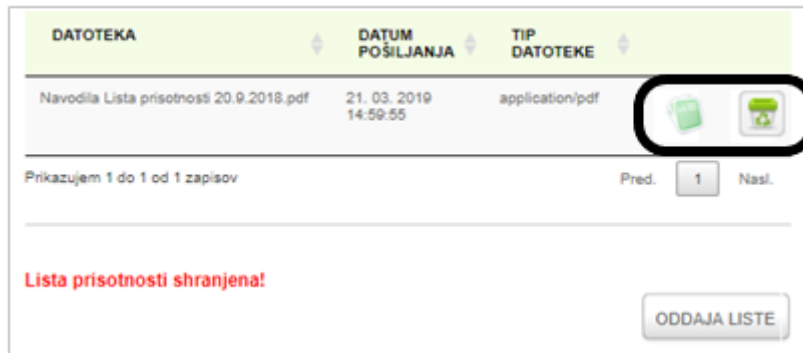 DATOTEKA
DATUM
POŠILJANJA
TIP
DATOTEKE
Navodila Lista prisotnosti 20.9.2018.pdf
21. 03. 2019
14:59:55
application/pdf
Prikazujem 1 do 1 od 1 zapisov
Pred. 1 Nasl.
Lista prisotnosti shranjena!
ODDAJA LISTE